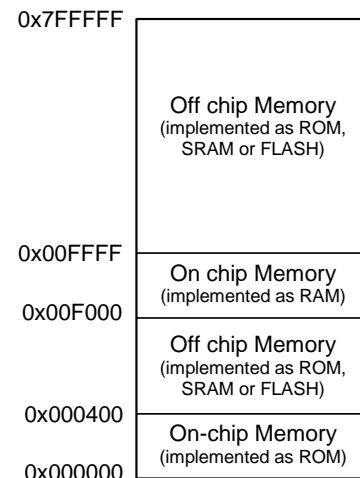 0x7FFFFF
Off chip Memory
(implemented as ROM,
SRAM or FLASH)
0x00FFFF
On chip Memory
(implemented as RAM)
0x00F000
Off chip Memory
(implemented as ROM,
SRAM or FLASH)
0x000400
On-chip Memory
(implemented as ROM)
0x000000